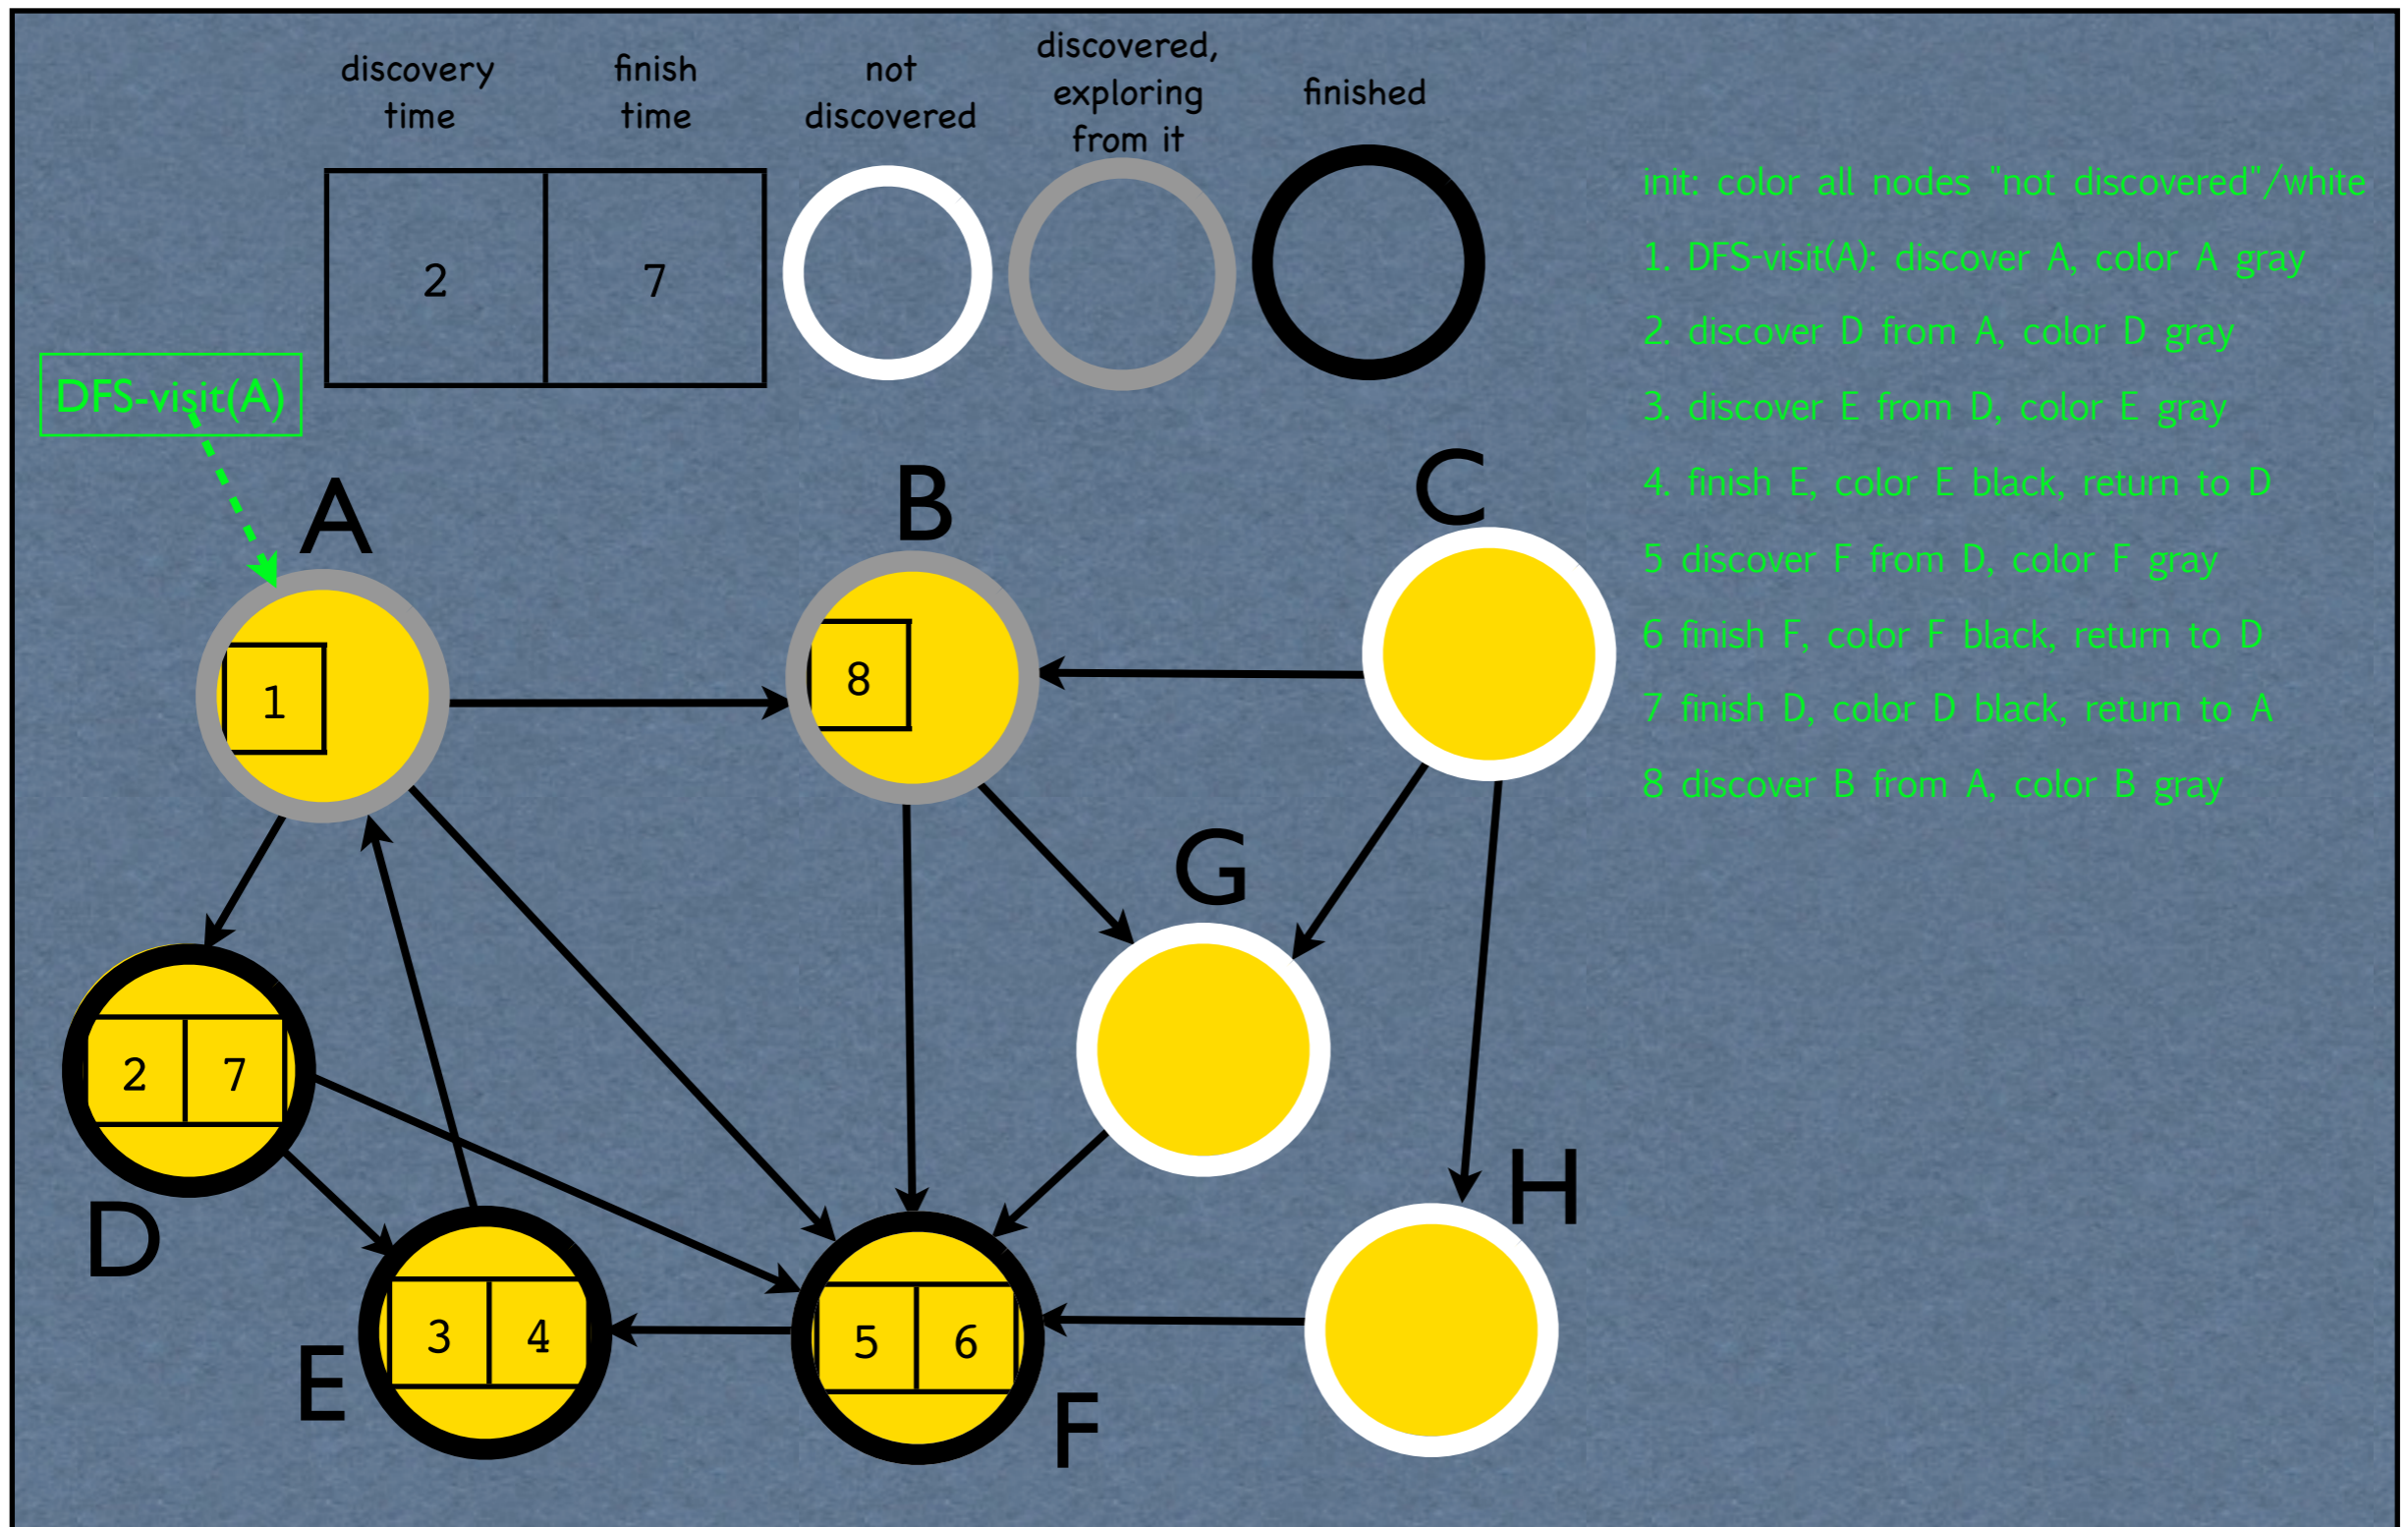 discovery
time
finish
time
not
discovered
discovered,
exploring
from it
finished
2
7
init: color all nodes "not discovered"/white
1. DFS-visit(A): discover A, color A gray
2. discover D from A, color D gray
3. discover E from D, color E gray
4. finish E, color E black, return to D
5 discover F from D, color F gray
6 finish F, color F black, return to D
7 finish D, color D black, return to A
8 discover B from A, color B gray
DFS-visit(A)
A
B
C
1
8
G
2
7
D
H
E
3
4
5
6
F